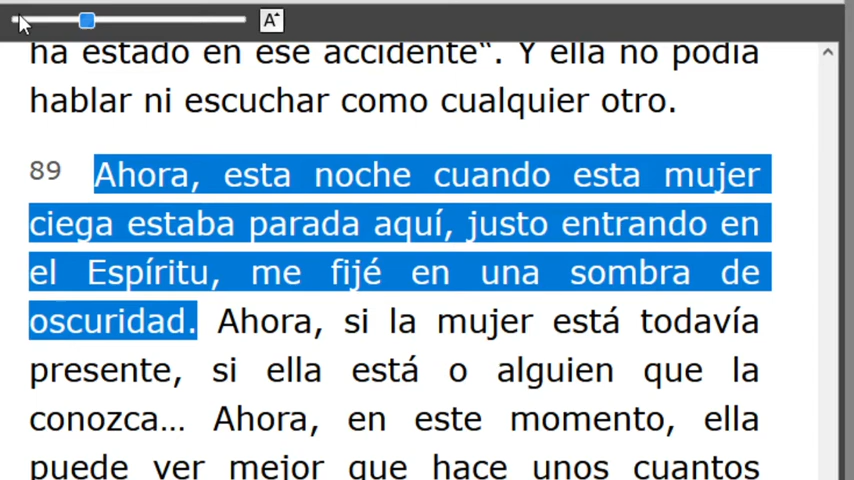 A
ha estado en ese accidente“. Y ella no podía
hablar ni escuchar como cualquier otro.
89 Ahora, esta noche cuando esta mujer
ciega estaba parada aquí, justo entrando en
el Espíritu, me fijé en una sombra de
oscuridad. Ahora, si la mujer está todavía
presente, si ella está o alguien que la
conozca... Ahora, en este momento, ella
puede ver mejor que hace unos cuantos